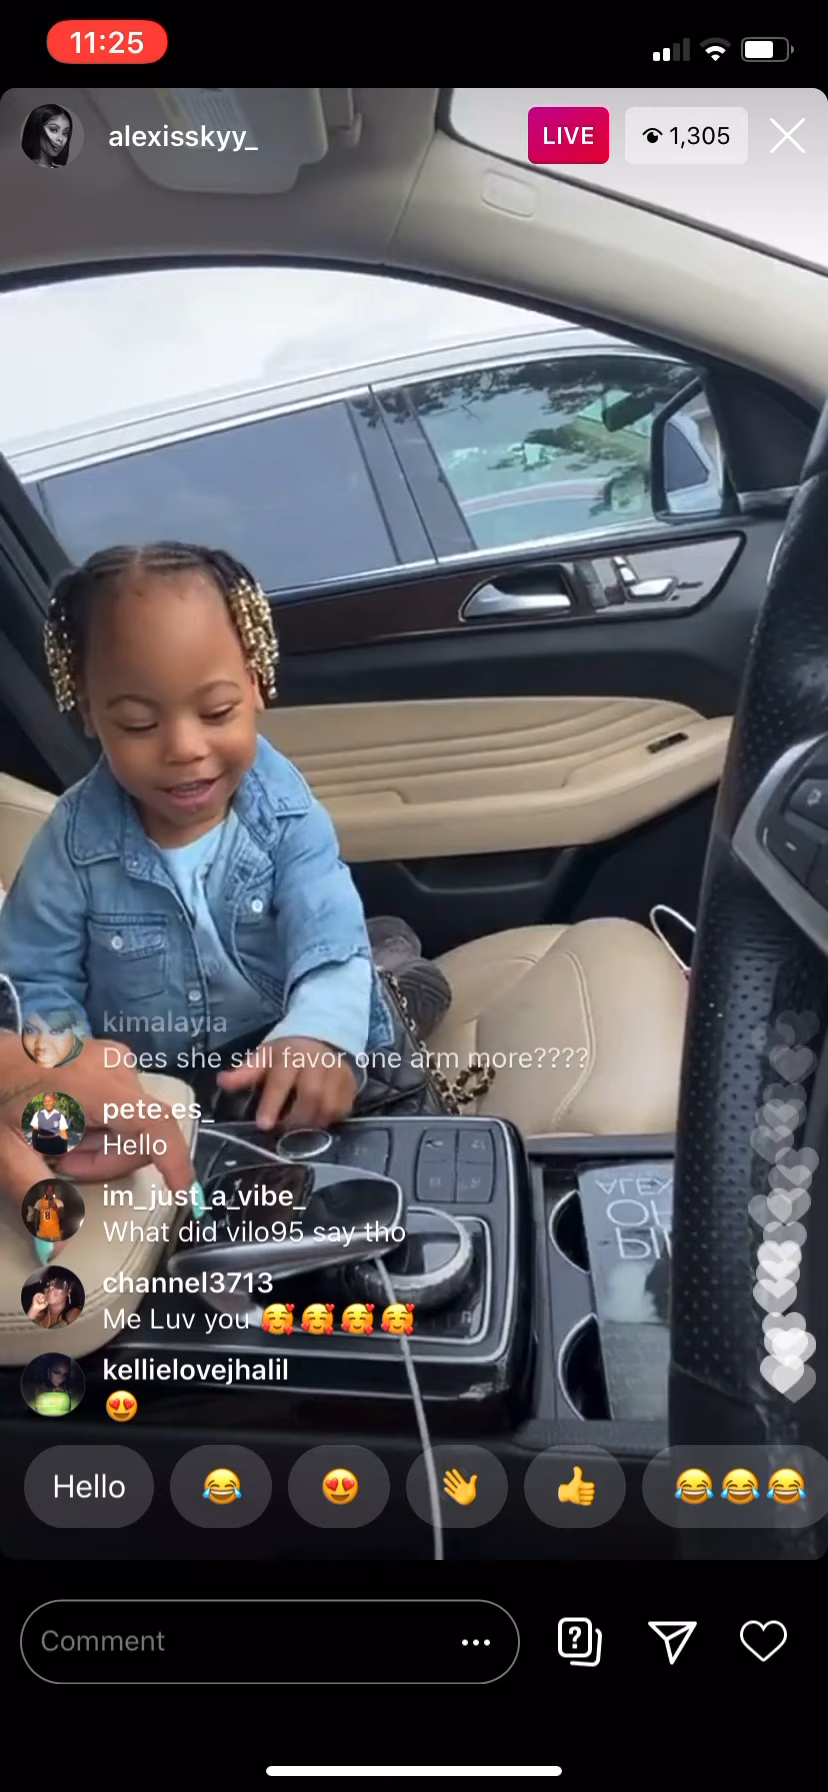 11:25
alexisskyy_
LIVE
1,305
kimalayia
Does she still favor one arm more????
pete.es_
Hello
im_just_a_vibe_
What did vilo95 say tho
channel3713
Me Luv you 🥰🥰🥰🥰
kellielovejhalil
😍
Hello 😂 😍 👋 👍 😂😂😂
Comment